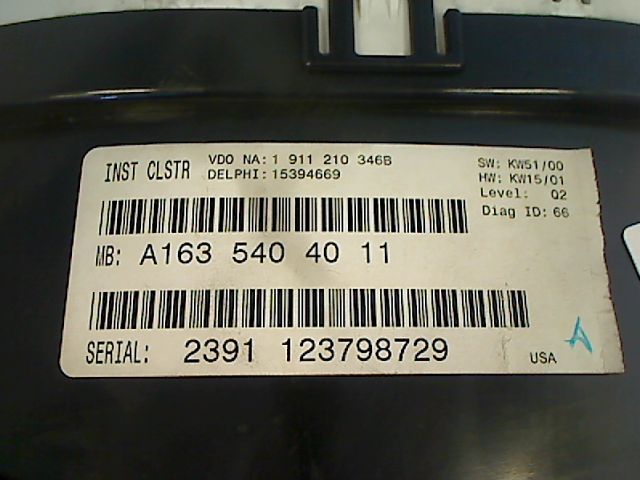 INST CLSTR
VDO NA: 1 911 210 346B
DELPHI: 15394669
SW: KW51/00
HW: KW15/01
Level: Q2
Diag ID: 66
MB: A163 540 40 11
SERIAL: 2391 123798729
USA
A